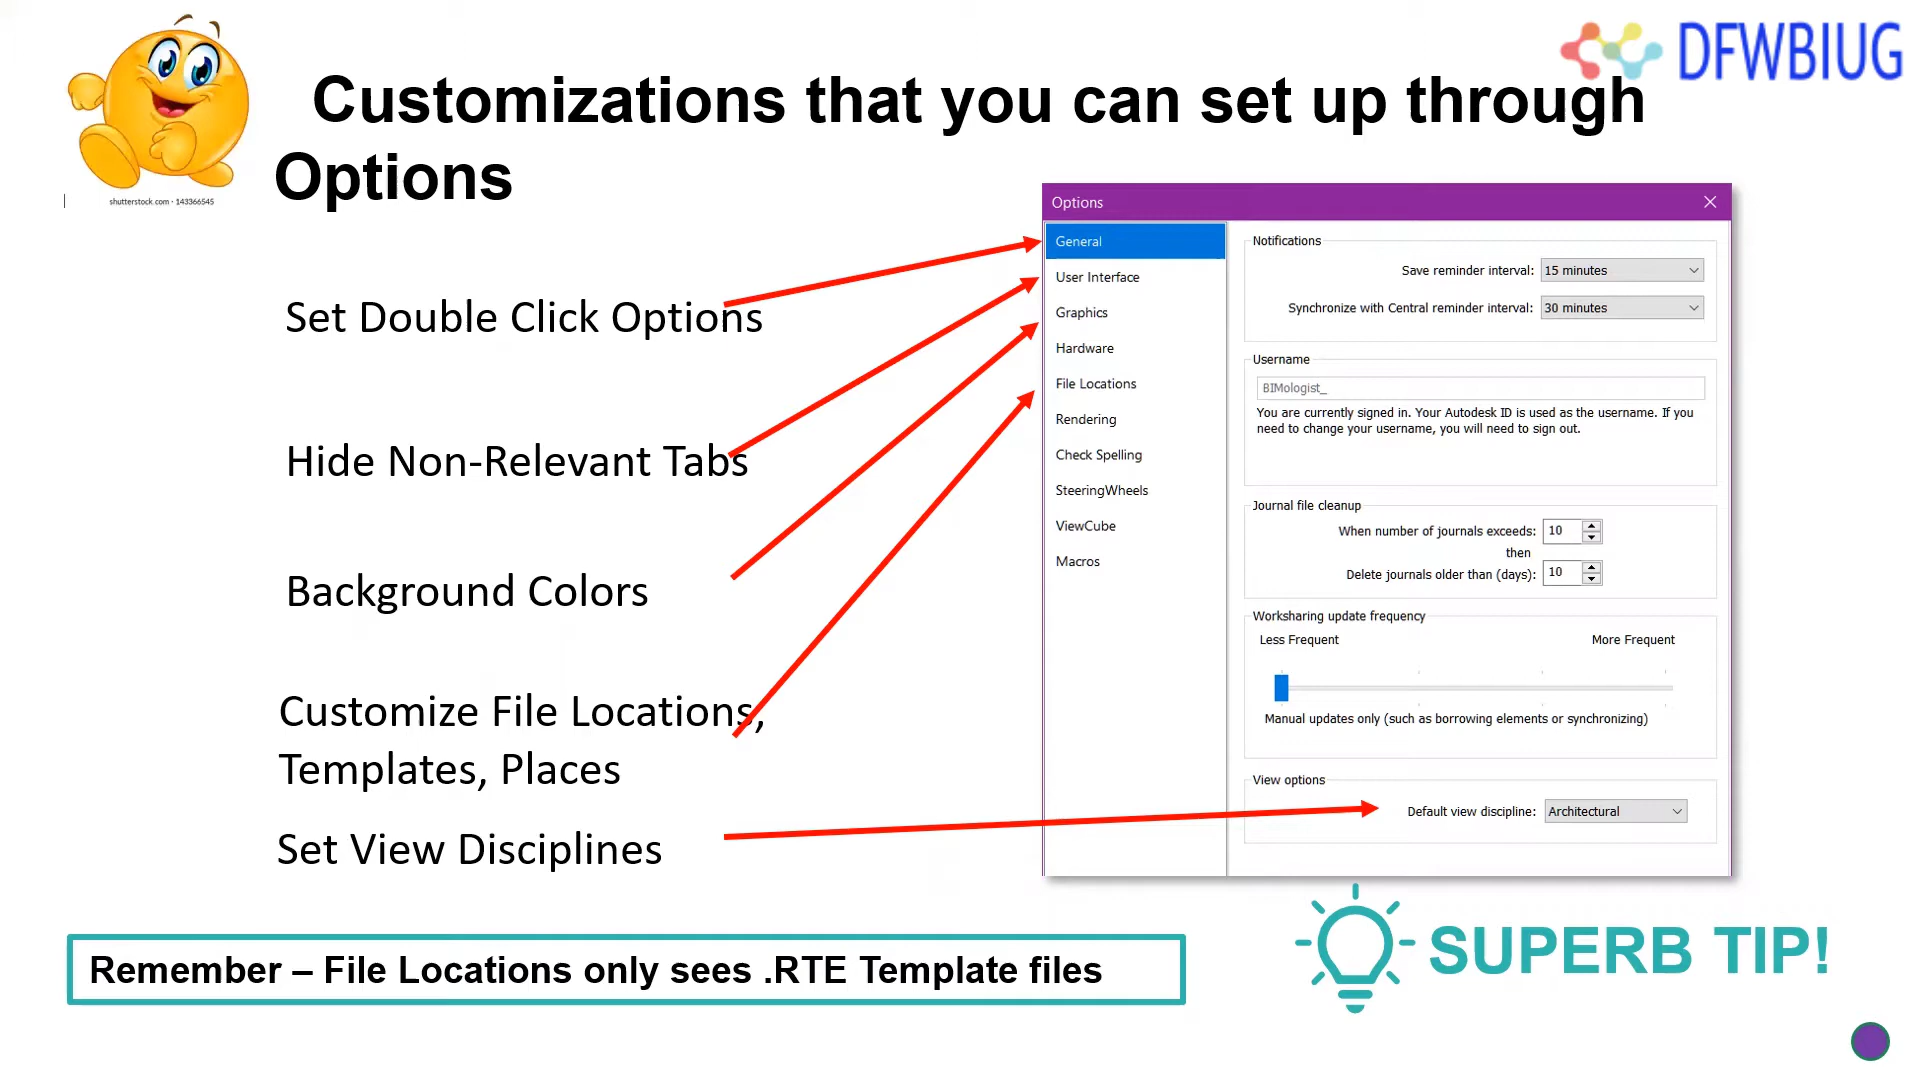 DFWBIUG
Customizations that you can set up through
Options
shutterstock.com · 143366545
Set Double Click Options
Hide Non-Relevant Tabs
Background Colors
Customize File Locations,
Templates, Places
Set View Disciplines
Options
General
User Interface
Graphics
Hardware
File Locations
Rendering
Check Spelling
SteeringWheels
ViewCube
Macros
Notifications
Save reminder interval: 15 minutes
Synchronize with Central reminder interval: 30 minutes
Username
BIMologist_
You are currently signed in. Your Autodesk ID is used as the username. If you
need to change your username, you will need to sign out.
Journal file cleanup
When number of journals exceeds: 10
then
Delete journals older than (days): 10
Worksharing update frequency
Less Frequent More Frequent
Manual updates only (such as borrowing elements or synchronizing)
View options
Default view discipline: Architectural
Remember – File Locations only sees .RTE Template files
SUPERB TIP!